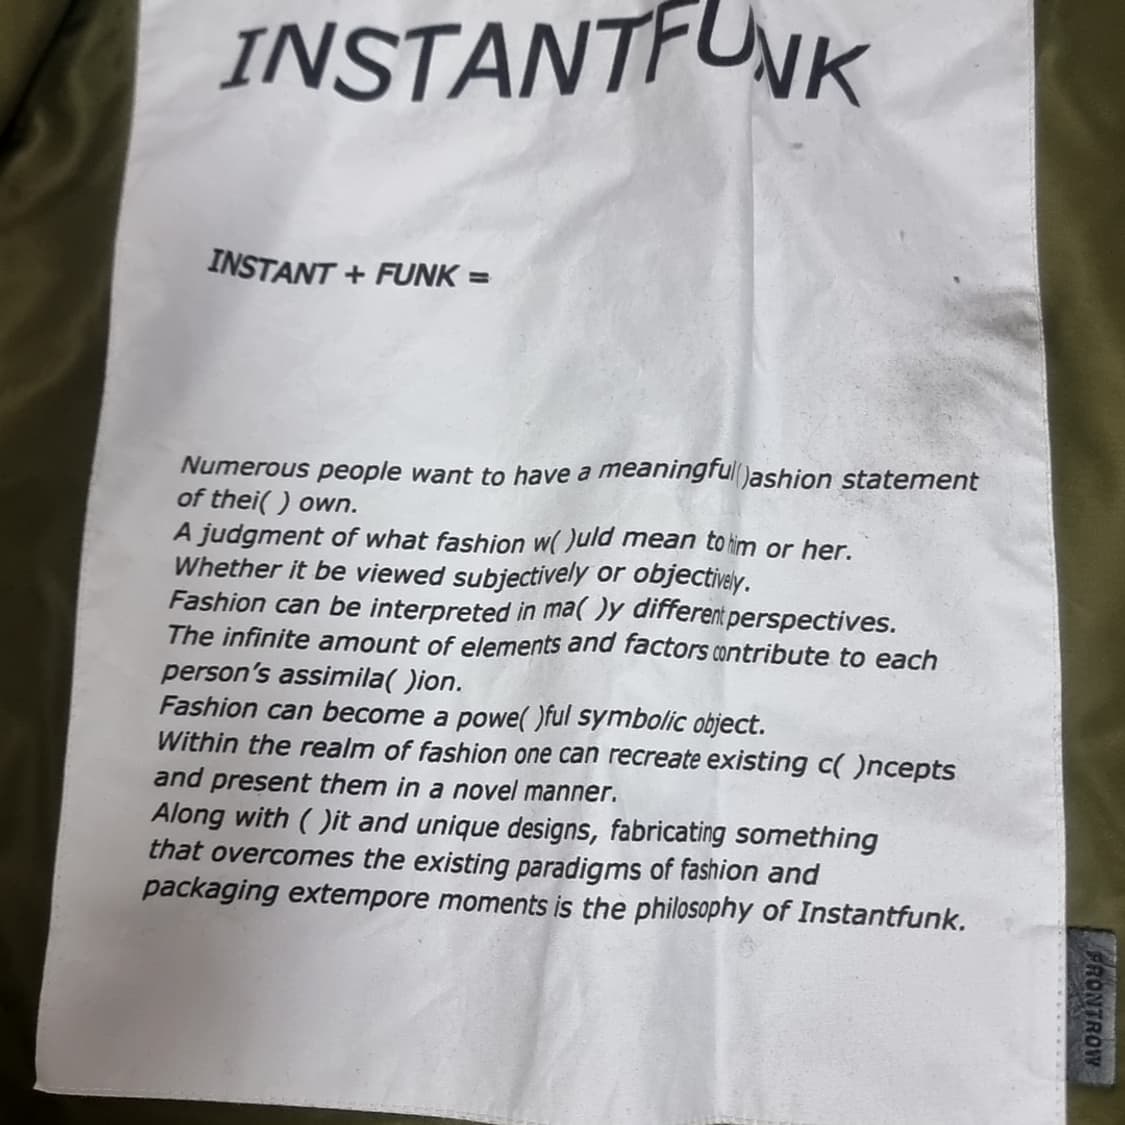 INSTANTFUNK
INSTANT + FUNK =
Numerous people want to have a meaningful( )ashion statement
of thei( ) own.
A judgment of what fashion w( )uld mean to him or her.
Whether it be viewed subjectively or objectively.
Fashion can be interpreted in ma( )y different perspectives.
The infinite amount of elements and factors contribute to each
person's assimila( )ion.
Fashion can become a powe( )ful symbolic object.
Within the realm of fashion one can recreate existing c( )ncepts
and present them in a novel manner.
Along with ( )it and unique designs, fabricating something
that overcomes the existing paradigms of fashion and
packaging extempore moments is the philosophy of Instantfunk.
FRONTROW